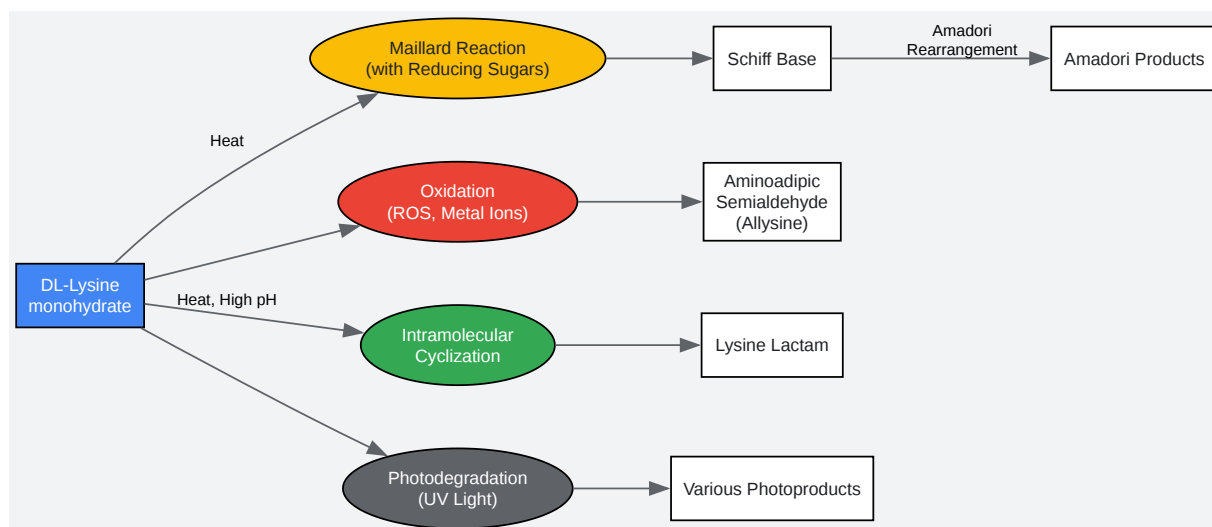 Maillard Reaction
(with Reducing Sugars)
Schiff Base
Amadori
Rearrangement
Amadori Products
Heat
Oxidation
(ROS, Metal Ions)
Aminoadipic
Semialdehyde
(Allysine)
DL-Lysine
monohydrate
Heat, High pH
Intramolecular
Cyclization
Lysine Lactam
Photodegradation
(UV Light)
Various Photoproducts